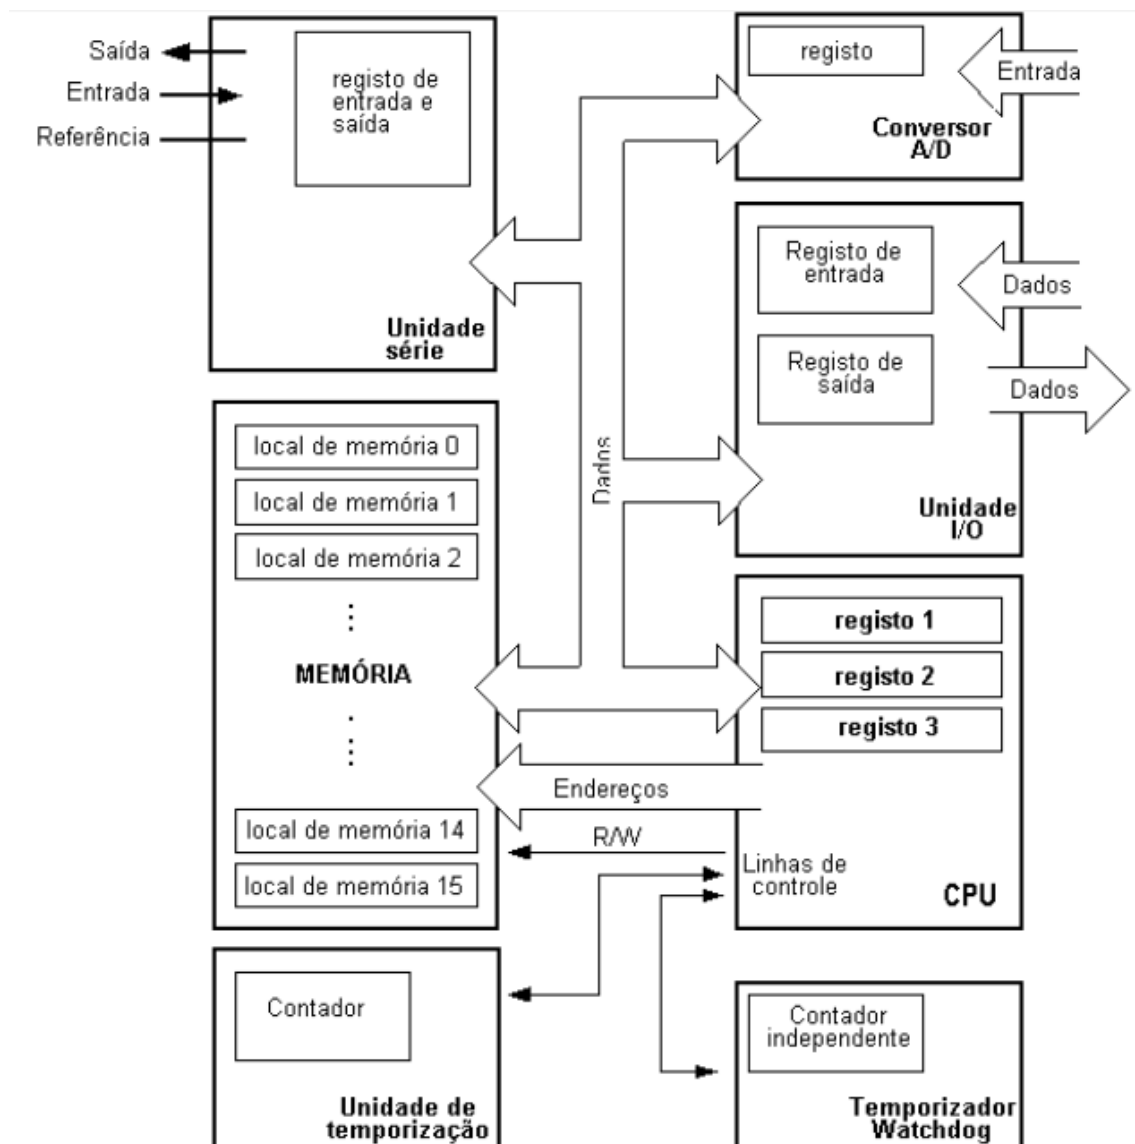 Saída
Entrada
Referência
registo de
entrada e
saída
Unidade
série
registo
Entrada
Conversor
A/D
Registo de
entrada
Dados
Registo de
saída
Dados
Unidade
I/O
Dados
local de memória 0
local de memória 1
local de memória 2
MEMÓRIA
local de memória 14
local de memória 15
registo 1
registo 2
registo 3
Endereços
R/W
Linhas de
controle
CPU
Contador
Unidade de
temporização
Contador
independente
Temporizador
Watchdog